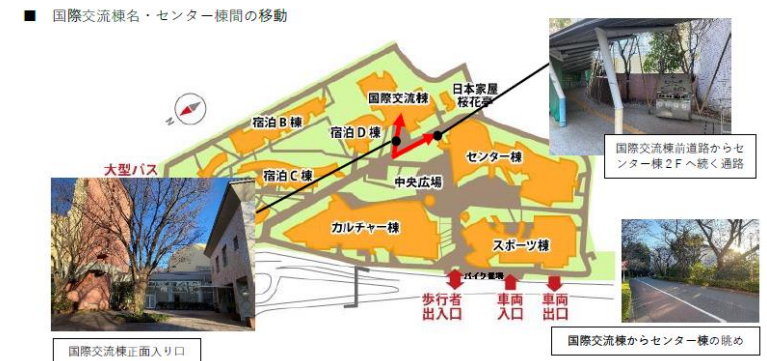 ■ 国際交流棟名・センター棟間の移動
日本家屋
桜花亭
国際交流棟
宿泊B棟
宿泊D棟
センター棟
大型バス
宿泊C棟
中央広場
カルチャー棟
スポーツ棟
バイク置場
歩行者
出入口
車両
入口
車両
出口
N
国際交流棟前道路からセ
ンター棟2Fへ続く通路
国際交流棟からセンター棟の眺め
国際交流棟正面入り口